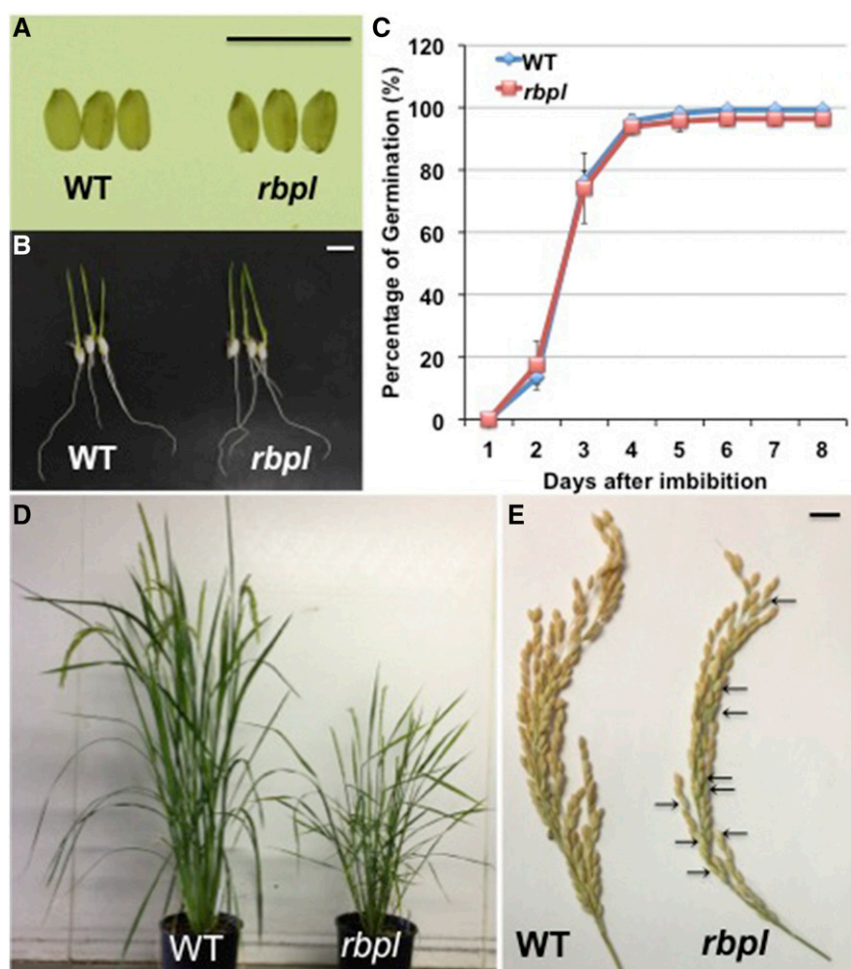 A
WT
rbpl
B
WT
rbpl
C
120
100
80
60
40
20
0
WT
rbpl
1 2 3 4 5 6 7 8
Percentage of Germination (%)
Days after imbibition
D
WT
rbpl
E
WT
rbpl